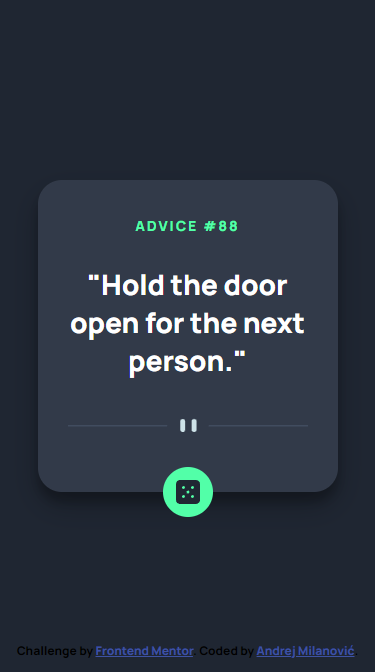 ADVICE #88
"Hold the door
open for the next
person."
Challenge by Frontend Mentor. Coded by Andrej Milanović